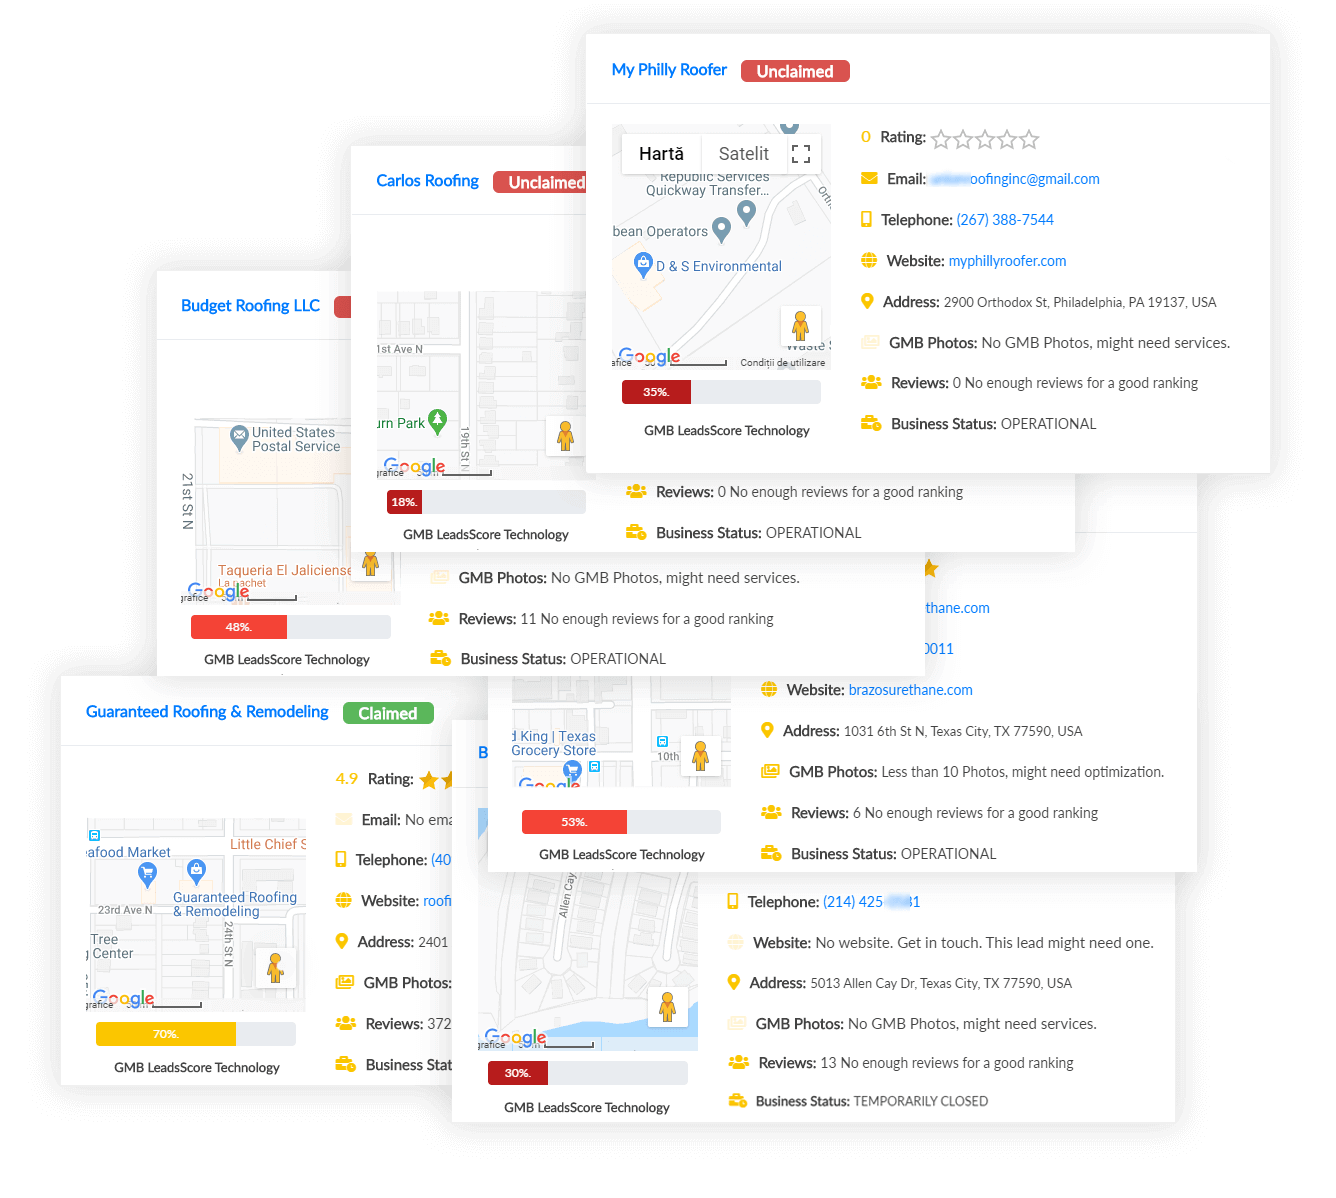 My Philly Roofer Unclaimed
Hartă Satelit
Republic Services
Quickway Transfer...
bean Operators
D & S Environmental
Waste S
Google
Condiții de utilizare
35%.
GMB LeadsScore Technology
0 Rating:
Email: oofinginc@gmail.com
Telephone: (267) 388-7544
Website: myphillyroofer.com
Address: 2900 Orthodox St, Philadelphia, PA 19137, USA
GMB Photos: No GMB Photos, might need services.
Reviews: 0 No enough reviews for a good ranking
Business Status: OPERATIONAL
Carlos Roofing Unclaimed
1st Ave N
urn Park
19th St N
Google
grafice
18%.
GMB LeadsScore Technology
Reviews: 0 No enough reviews for a good ranking
Business Status: OPERATIONAL
Budget Roofing LLC
United States
Postal Service
21st St N
Taqueria El Jaliciense
Google
grafice
48%.
GMB LeadsScore Technology
GMB Photos: No GMB Photos, might need services.
Reviews: 11 No enough reviews for a good ranking
Business Status: OPERATIONAL
thane.com
0011
d King | Texas
Grocery Store
10th
Google
53%.
GMB LeadsScore Technology
Website: brazosurethane.com
Address: 1031 6th St N, Texas City, TX 77590, USA
GMB Photos: Less than 10 Photos, might need optimization.
Reviews: 6 No enough reviews for a good ranking
Business Status: OPERATIONAL
Guaranteed Roofing & Remodeling Claimed
afood Market
Little Chief S
Guaranteed Roofing
& Remodeling
23rd Ave N
24th St N
Tree
g Center
Google
grafice
70%.
GMB LeadsScore Technology
4.9 Rating:
Email: No ema
Telephone: (40
Website: roofi
Address: 2401
GMB Photos:
Reviews: 372
Business Stat
B
Allen Cay
Google
grafice
30%.
GMB LeadsScore Technology
Telephone: (214) 425
Website: No website. Get in touch. This lead might need one.
Address: 5013 Allen Cay Dr, Texas City, TX 77590, USA
GMB Photos: No GMB Photos, might need services.
Reviews: 13 No enough reviews for a good ranking
Business Status: TEMPORARILY CLOSED